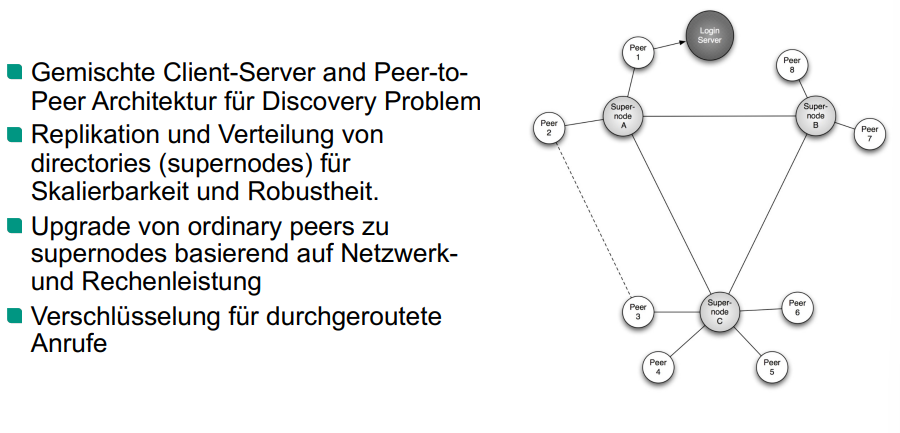 Gemischte Client-Server and Peer-to-
Peer Architektur für Discovery Problem
Replikation und Verteilung von
directories (supernodes) für
Skalierbarkeit und Robustheit.
Upgrade von ordinary peers zu
supernodes basierend auf Netzwerk-
und Rechenleistung
Verschlüsselung für durchgeroutete
Anrufe
Login
Server
Peer
1
Peer
8
Super-
node
A
Super-
node
B
Peer
2
Peer
7
Peer
3
Super-
node
C
Peer
6
Peer
4
Peer
5